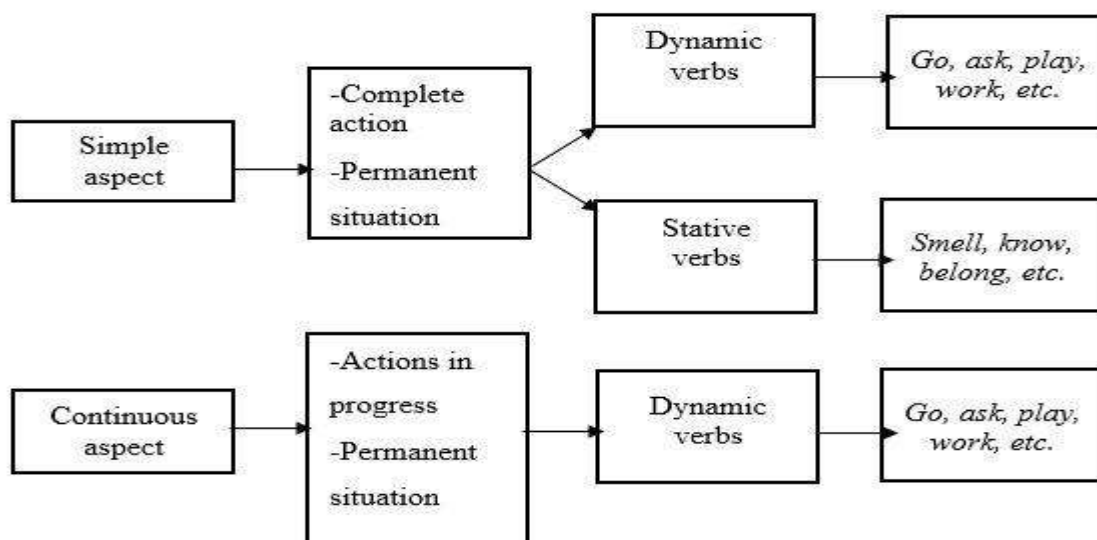 Simple
aspect
-Complete
action
-Permanent
situation
Dynamic
verbs
Go, ask, play,
work, etc.
Stative
verbs
Smell, know,
belong, etc.
Continuous
aspect
-Actions in
progress
-Permanent
situation
Dynamic
verbs
Go, ask, play,
work, etc.